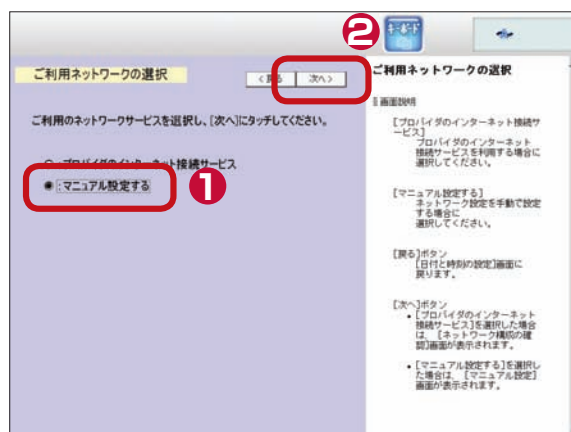 ❷
キーボード
ご利用ネットワークの選択
<戻る
次へ>
ご利用のネットワークサービスを選択し、[次へ]にタッチしてください。
プロバイダのインターネット接続サービス
:マニュアル設定する
❶
ご利用ネットワークの選択
画面説明
[プロバイダのインターネット接続サ
ービス]
プロバイダのインターネット
接続サービスを利用する場合に
選択してください。
[マニュアル設定する]
ネットワーク設定を手動で設定
する場合に
選択してください。
[戻る]ボタン
[日付と時刻の設定]画面に
戻ります。
[次へ]ボタン
・[プロバイダのインターネット
接続サービス]を選択した場合
は、[ネットワーク構成の確
認]画面が表示されます。
・[マニュアル設定する]を選択し
た場合は、[マニュアル設定]
画面が表示されます。